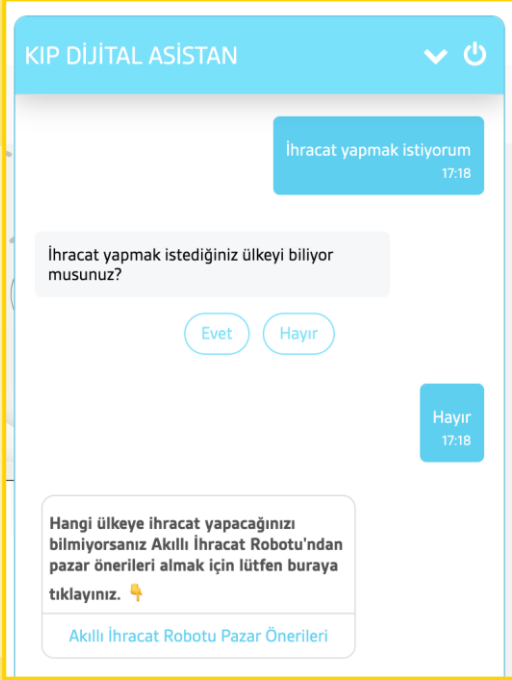 KIP DİJİTAL ASİSTAN
İhracat yapmak istiyorum
17:18
İhracat yapmak istediğiniz ülkeyi biliyor
musunuz?
Evet Hayır
Hayır
17:18
Hangi ülkeye ihracat yapacağınızı
bilmiyorsanız Akıllı İhracat Robotu'ndan
pazar önerileri almak için lütfen buraya
tıklayınız. 👇
Akıllı İhracat Robotu Pazar Önerileri